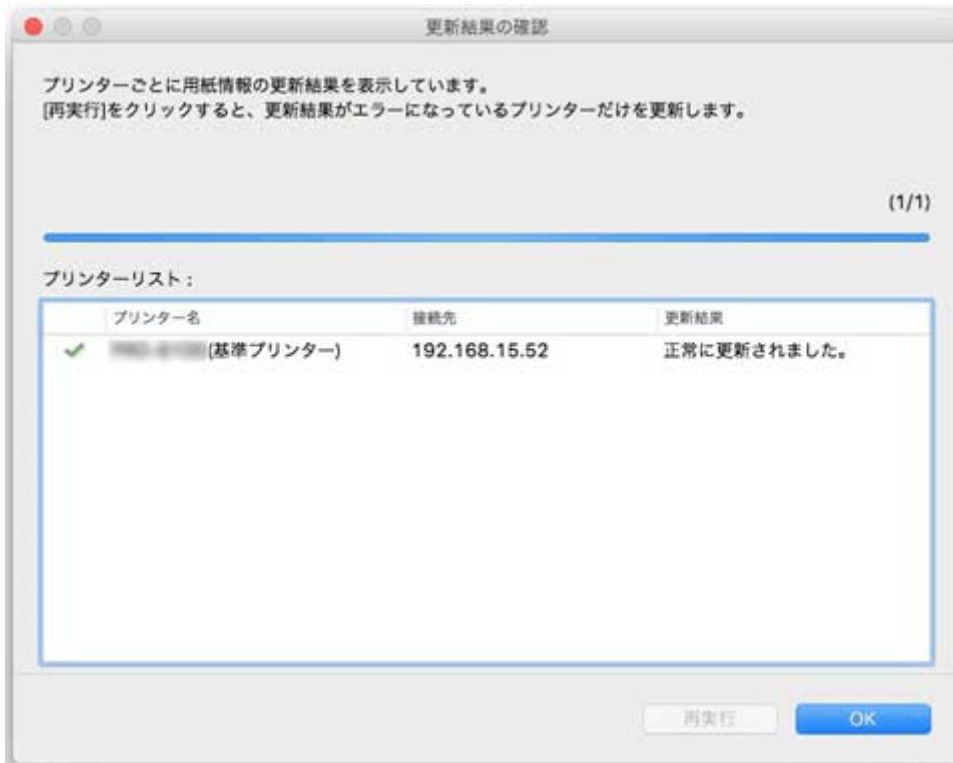 更新結果の確認
プリンターごとに用紙情報の更新結果を表示しています。
[再実行]をクリックすると、更新結果がエラーになっているプリンターだけを更新します。
(1/1)
プリンターリスト：
プリンター名 接続先 更新結果
(基準プリンター) 192.168.15.52 正常に更新されました。
再実行 OK